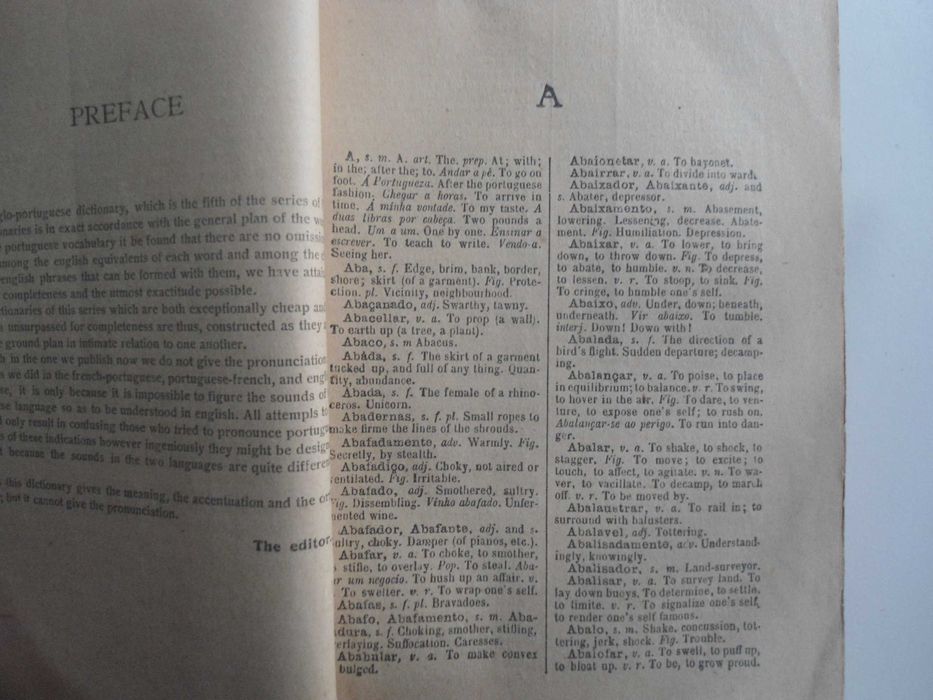 PREFACE
glo-portuguese dictionary, which is the fifth of the series of
onaries is in exact accordance with the general plan of the
portuguese vocabulary it be found that there are no omissi
among the english equivalents of each word and among the
english phrases that can be formed with them, we have attai
completeness and the utmost exactitude possible.
ctionaries of this series which are both exceptionally cheap and
unsurpassed for completeness are thus, constructed as they
e ground plan in intimate relation to one another.
h in the one we publish now we do not give the pronunciation
s we did in the french-portuguese, portuguese-french, and engl
se, it is only because it is impossible to figure the sounds of
se language so as to be understood in english. All attempls t
d only result in confusing those who tried to pronounce portug
s of these indications however ingeniously they might be design
t because the sounds in the two languages are quite differen
this dictionary gives the meaning, the accentuation and the or
; but it cannot give the pronunciation.
The editor
A
A, s. m. A. art. The. prep. At; with;
in the; after the; to. Andar a pé. To go on
foot. Á Portugueza. After the portuguese
fashion. Chegar a horas. To arrive in
time. Á minha vontade. To my taste. A
duas libras por cabeça. Two pounds a
head. Um a um. One by one. Ensinar a
escrever. To teach to write. Vendo-a.
Seeing her.
Aba, s. f. Edge, brim, bank, border,
shore; skirt (of a garment). Fig. Prote-
ction. pl. Vicinity, neighbourhood.
Abaçanado, adj. Swarthy, tawny.
Abacellar, v. a. To prop (a wall).
To earth up (a tree, a plant).
Abaco, s. m Abacus.
Abáda, s. f. The skirt of a garment
tucked up, and full of any thing. Quan-
tity, abundance.
Abada, s. f. The female of a rhino-
ceros. Unicorn.
Abadernas, s. f. pl. Small ropes to
make firme the lines of the shrouds.
Abafadamento, adv. Warmly. Fig.
Secretly, by stealth.
Abafadiço, adj. Choky, not aired or
ventilated. Fig. Irritable.
Abafado, adj. Smothered, sultry.
Fig. Dissembling. Vinho abafado. Unfer-
mented wine.
Abafador, Abafante, adj. and s.
ultry, choky. Damper (of pianos, etc.).
Abafar, v. a. To choke, to smother,
stifle, to overlay. Pop. To steal. Aba-
ar um negocio. To hush up an affair. v.
To swelter. v. r. To wrap one's self.
Abafas, s. f. pl. Bravadoes.
Abafo, Abafamento, s. m. Aba-
adura, s. f. Choking, smother, stifling,
verlaying. Suffocation. Caresses.
Abahular, v. a. To make convex
bulged.
Abaionetar, v. a. To bayonet.
Abairrar, v. a. To divide into wards.
Abaixador, Abaixante, adj. and
s. Abater, depressor.
Abaixamento, s. m. Abasement,
lowering. Lessening, decrease. Abate-
ment. Fig. Humiliation. Depression.
Abaixar, v. a. To lower, to bring
down, to throw down. Fig. To depress,
to abate, to humble. v. n. To decrease,
to lessen. v. r. To stoop, to sink. Fig.
To cringe, to humble one's self.
Abaixo, adv. Under, down; beneath,
underneath. Vir abaixo. To tumble.
interj. Down! Down with!
Abalada, s. f. The direction of a
bird's flight. Sudden departure; decamp-
ing.
Abalançar, v. a. To poise, to place
in equilibrium; to balance. v. r. To swing,
to hover in the air. Fig. To dare, to ven-
ture, to expose one's self; to rush on.
Abalançar-se ao perigo. To run into dan-
ger.
Abalar, v. a. To shake, to shock, to
stagger. Fig. To move; to excite; to
touch, to affect, to agitate. v. n. To wa-
ver, to vacillate. To decamp, to march
off. v. r. To be moved by.
Abalaustrar, v. a. To rail in; to
surround with balusters.
Abalavel, adj. Tottering.
Abalisadamento, adv. Understand-
ingly, knowingly.
Abalisador, s. m. Land-surveyor.
Abalisar, v. a. To survey land. To
lay down buoys. To determine, to settle,
to limite. v. r. To signalize one's self,
to render one's self famous.
Abalo, s. m. Shake, concussion, tot-
tering, jerk, shock. Fig. Trouble.
Abalofar, v. a. To swell, to puff up,
to bloat up. v. r. To be, to grow proud.